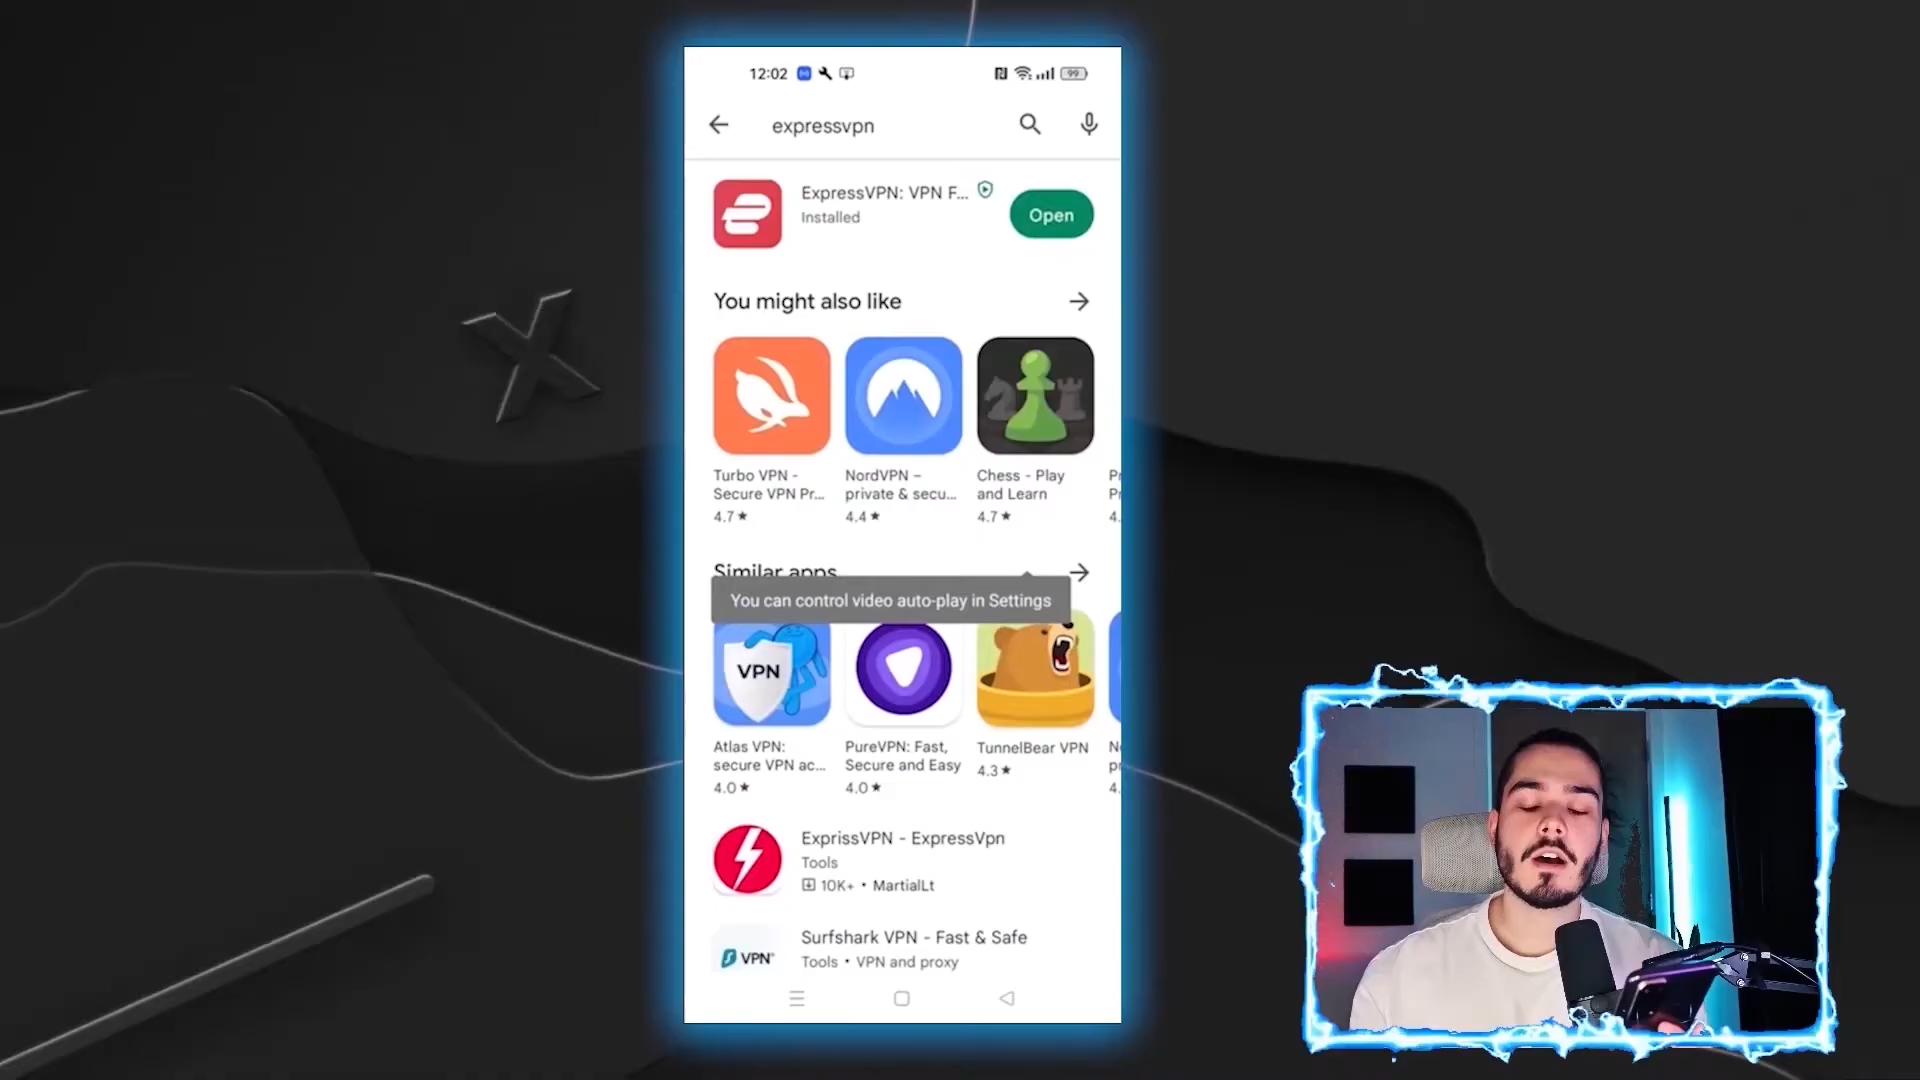 12:02
99
expressvpn
ExpressVPN: VPN F...
Installed
Open
You might also like
Turbo VPN -
Secure VPN Pr...
4.7★
NordVPN –
private & secu...
4.4★
Chess - Play
and Learn
4.7★
Similar apps
You can control video auto-play in Settings
VPN
Atlas VPN:
secure VPN ac...
4.0★
PureVPN: Fast,
Secure and Easy
4.0★
TunnelBear VPN
4.3★
ExprissVPN - ExpressVpn
Tools
10K+ • MartialLt
VPN
Surfshark VPN - Fast & Safe
Tools • VPN and proxy